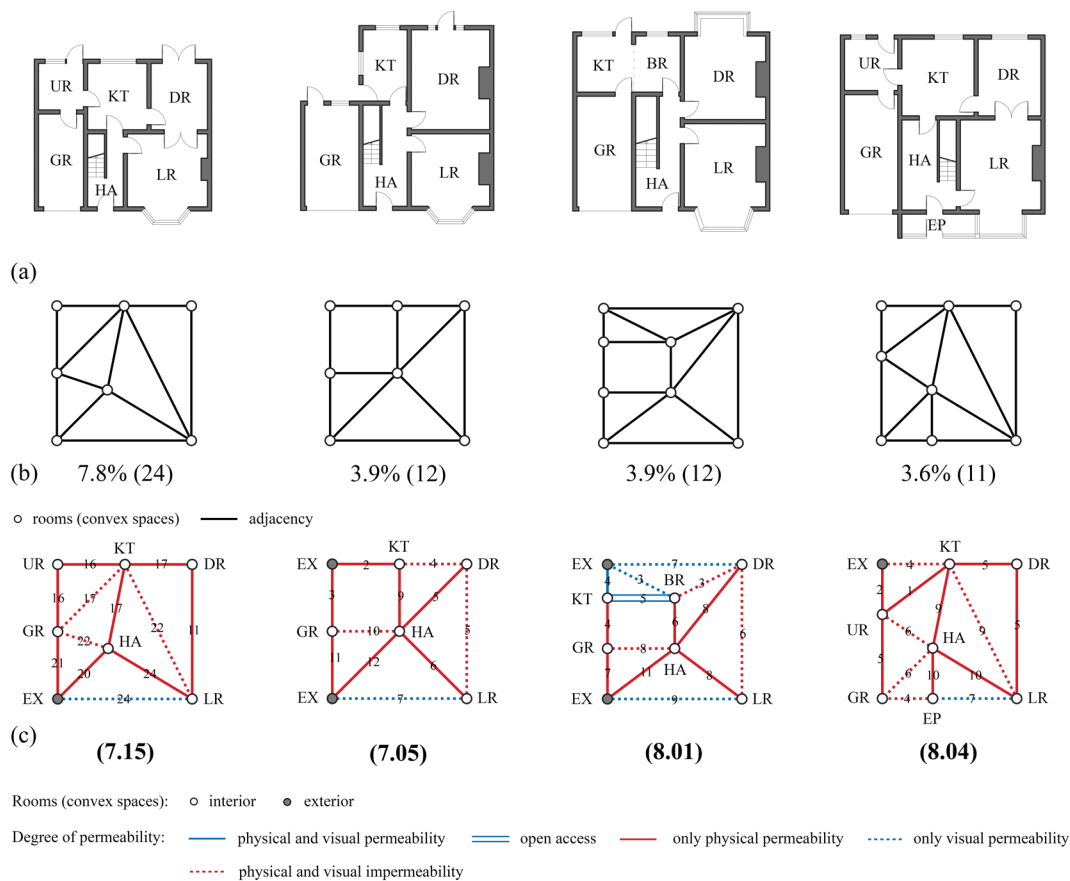 UR KT DR GR HA LR
KT DR GR HA LR
KT BR DR GR HA LR
UR KT DR GR HA LR EP
(a)
(b) 7.8% (24) 3.9% (12) 3.9% (12) 3.6% (11)
rooms (convex spaces) adjacency
KT KT KT
UR 16 17 DR EX 2 4 DR EX 7 DR EX 4 5
4 3 BR 3
16 17 17 22 11 3 9 5 5 KT 5 8 2 1 9 9 5
4 6 6 UR
GR 22 HA GR 10 HA GR 8 HA 6 5 6 HA
21 20 24 11 12 6 7 11 8 6 10 10
EX 24 LR EX 7 LR EX 9 LR GR 4 EP 7 LR
DR
(c) (7.15) (7.05) (8.01) (8.04)
Rooms (convex spaces): interior exterior
Degree of permeability: physical and visual permeability open access only physical permeability only visual permeability
physical and visual impermeability